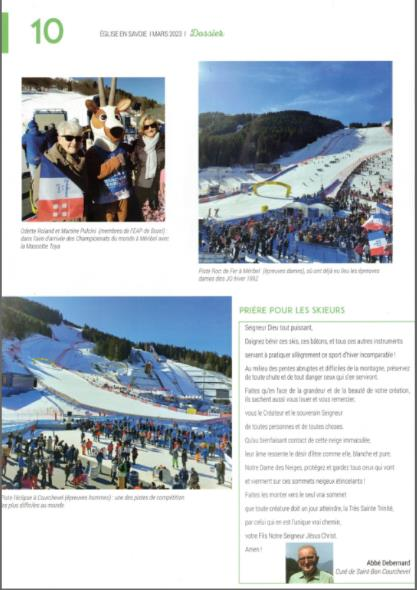 10
ÉGLISE EN SAVOIE I MARS 2023 I Dossier
Odette Roland et Martine Pulcini (membres de l'EAP de Bozel)
dans l'aire d'arrivée des Championnats du monde à Méribel avec
la Mascotte Toya
Piste Roc de Fer à Méribel (épreuves dames), où ont déjà eu lieu les épreuves
dames des JO hiver 1992
Piste l'éclipse à Courchevel (épreuves hommes) : une des pistes de compétition
les plus difficiles au monde
PRIÈRE POUR LES SKIEURS
Seigneur Dieu tout puissant,
Daignez bénir ces skis, ces bâtons, et tous ces autres instruments
servant à pratiquer allègrement ce sport d'hiver incomparable !
Au milieu des pentes abruptes et difficiles de la montagne, préservez
de toute chute et de tout danger ceux qui s'en serviront.
Faites qu'en face de la grandeur et de la beauté de votre création,
ils sachent aussi vous louer et vous remercier,
vous le Créateur et le souverain Seigneur
de toutes personnes et de toutes choses.
Qu'au bienfaisant contact de cette neige immaculée,
leur âme ressente le désir d'être comme elle, blanche et pure.
Notre Dame des Neiges, protégez et gardez tous ceux qui vont
et viennent sur ces sommets neigeux étincelants !
Faites les monter vers le seul vrai sommet
que toute créature doit un jour atteindre, la Très Sainte Trinité,
par celui qui en est l'unique vrai chemin,
votre Fils Notre Seigneur Jésus Christ.
Amen !
Abbé Debernard
Curé de Saint Bon Courchevel